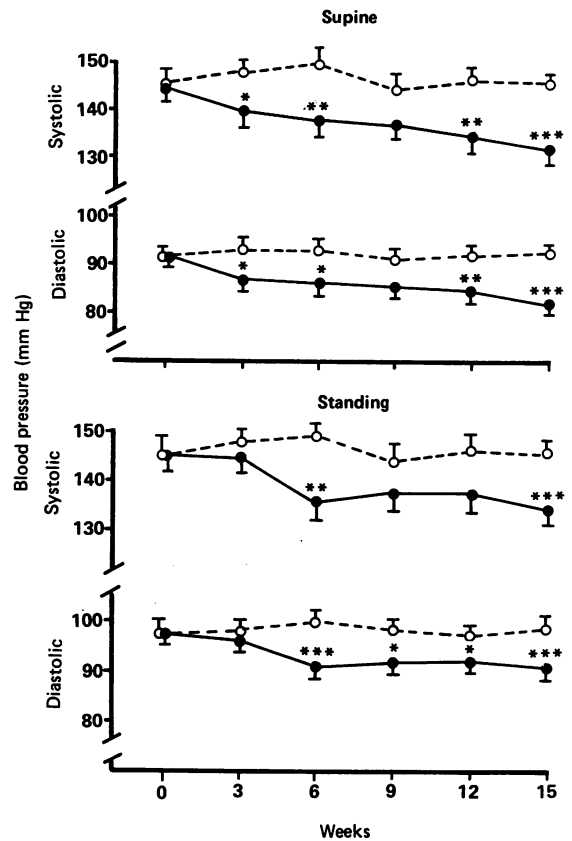 Supine
150
*
**
140
**
***
130
Systolic
100
90
*
*
**
***
80
Diastolic
Blood pressure (mm Hg)
Standing
150
140
**
***
130
Systolic
100
***
*
*
***
90
80
Diastolic
0 3 6 9 12 15
Weeks